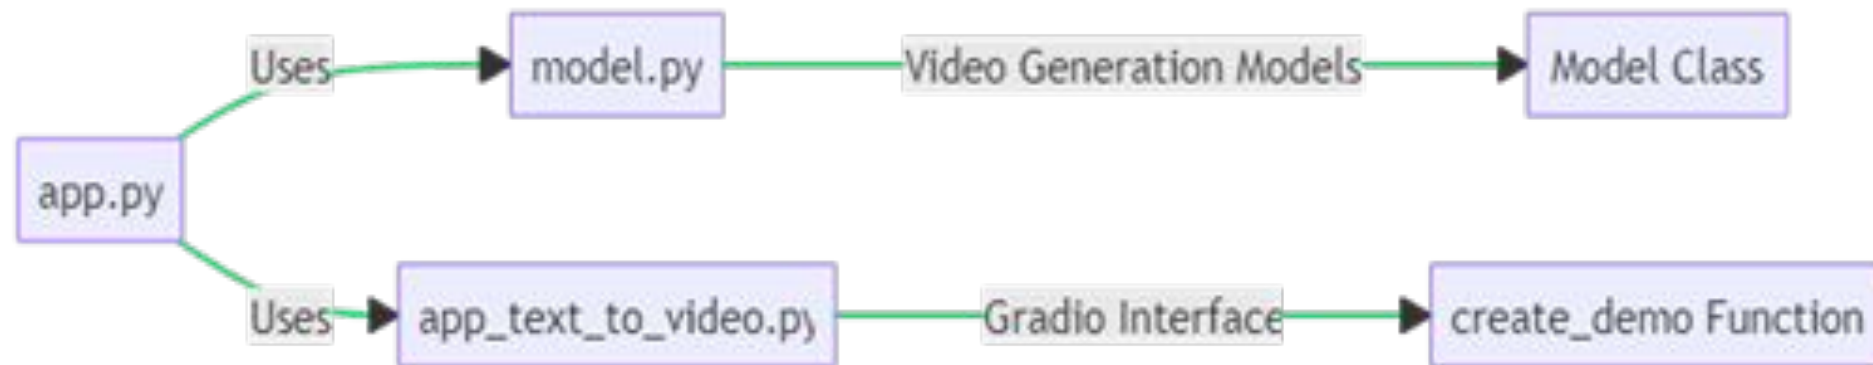 Uses
model.py
Video Generation Models
Model Class
app.py
Uses
app_text_to_video.py
Gradio Interface
create_demo Function